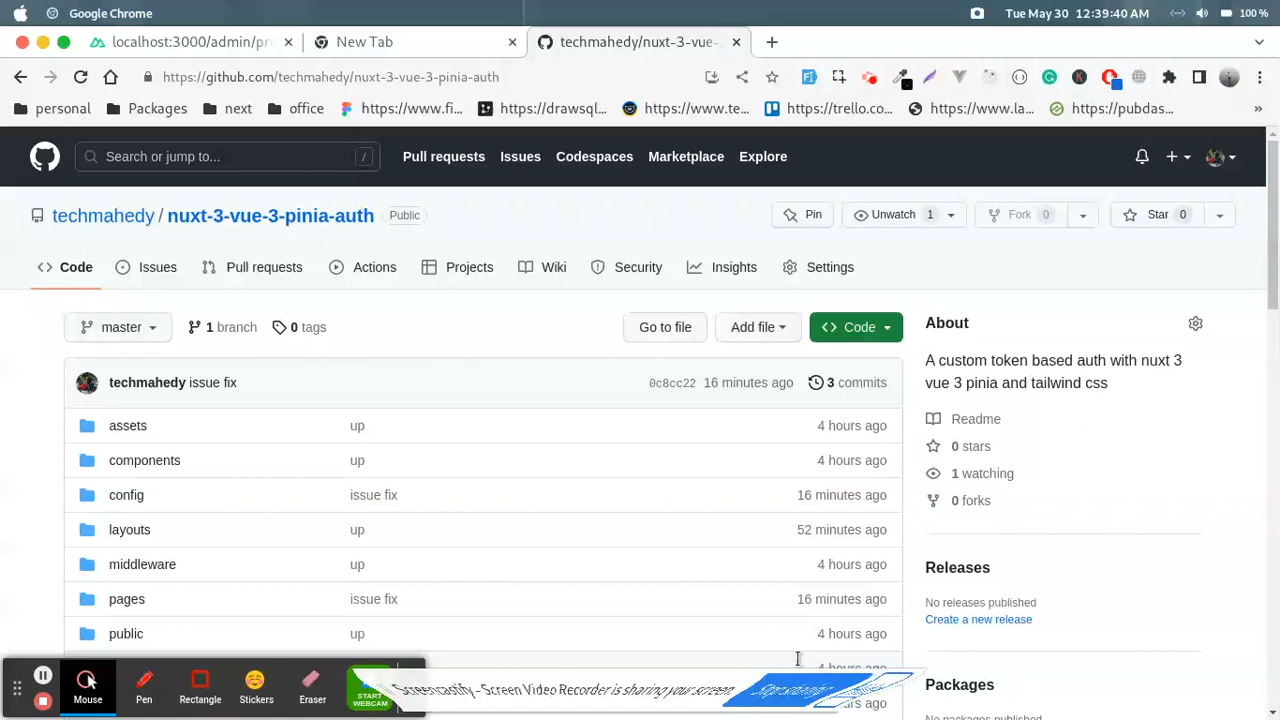 Google Chrome
Tue May 30 12:39:40 AM
100 %
localhost:3000/admin/pr
New Tab
techmahedy/nuxt-3-vue-
https://github.com/techmahedy/nuxt-3-vue-3-pinia-auth
personal
Packages
next
office
https://www.fi...
https://drawsql...
https://www.te...
https://trello.co...
https://www.la...
https://pubdas...
»
Search or jump to...
/
Pull requests
Issues
Codespaces
Marketplace
Explore
techmahedy / nuxt-3-vue-3-pinia-auth
Public
Pin
Unwatch 1
Fork 0
Star 0
Code
Issues
Pull requests
Actions
Projects
Wiki
Security
Insights
Settings
master
1 branch
0 tags
Go to file
Add file
Code
techmahedy issue fix
0c8cc22 16 minutes ago
3 commits
assets up 4 hours ago
components up 4 hours ago
config issue fix 16 minutes ago
layouts up 52 minutes ago
middleware up 4 hours ago
pages issue fix 16 minutes ago
public up 4 hours ago
4 hours ago
About
A custom token based auth with nuxt 3
vue 3 pinia and tailwind css
Readme
0 stars
1 watching
0 forks
Releases
No releases published
Create a new release
Packages
No packages published
Mouse
Pen
Rectangle
Stickers
Eraser
START
WEBCAM
Screencastify - Screen Video Recorder is sharing your screen.